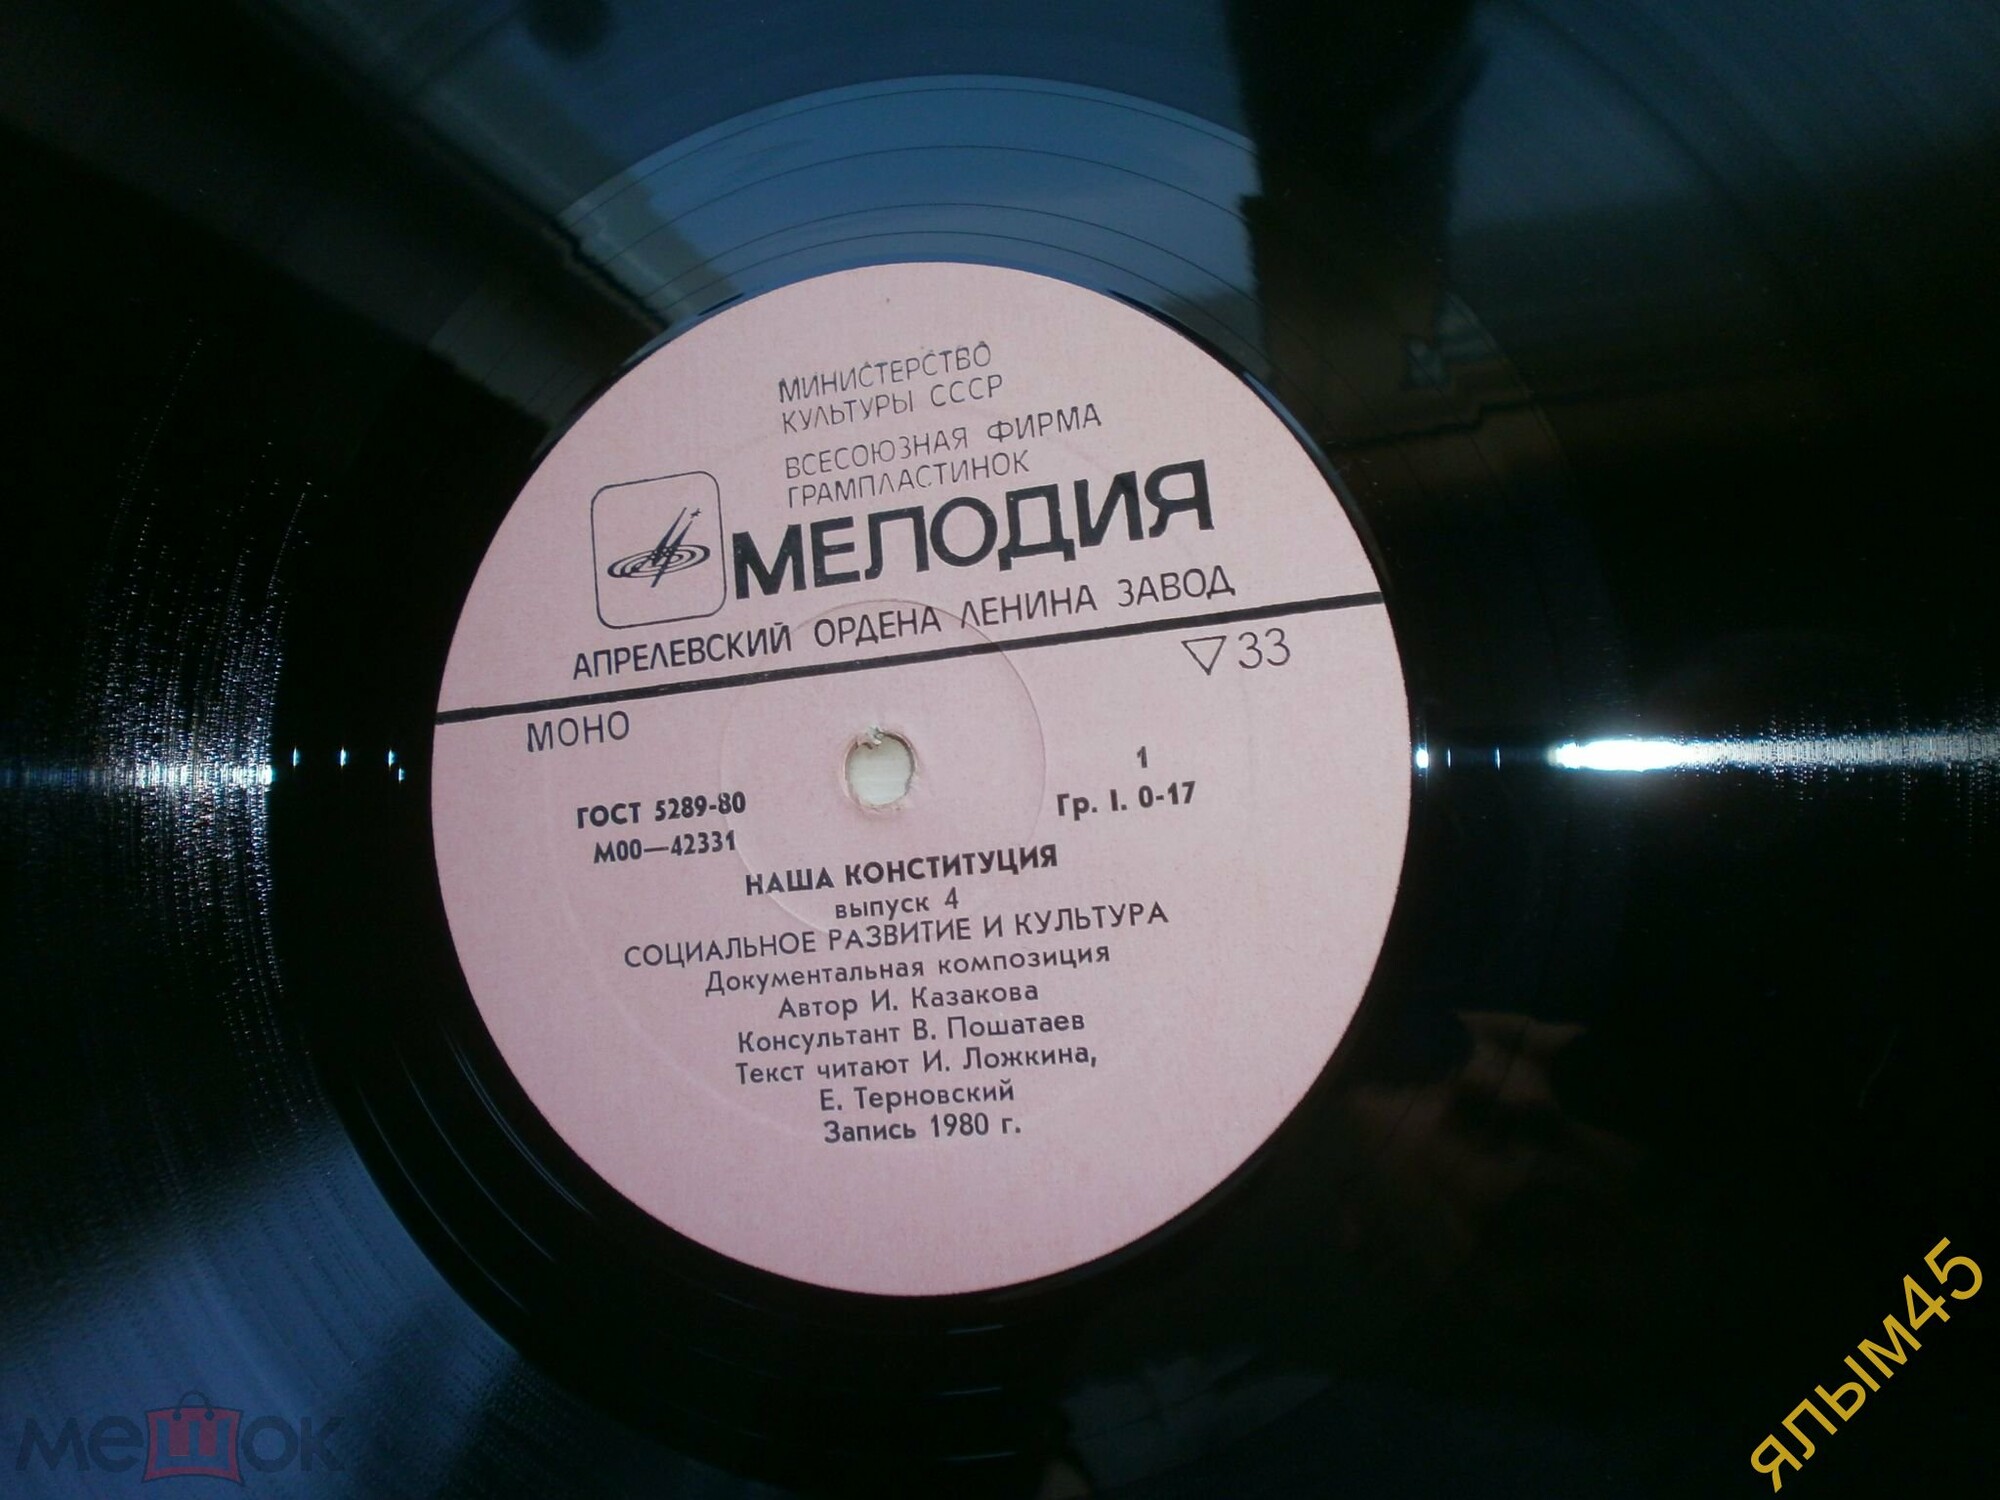 МИНИСТЕРСТВО
КУЛЬТУРЫ СССР
ВСЕСОЮЗНАЯ ФИРМА
ГРАМПЛАСТИНОК
МЕЛОДИЯ
АПРЕЛЕВСКИЙ ОРДЕНА ЛЕНИНА ЗАВОД
МОНО
33
ГОСТ 5289-80
М00—42331
1
Гр. I. 0-17
НАША КОНСТИТУЦИЯ
выпуск 4
СОЦИАЛЬНОЕ РАЗВИТИЕ И КУЛЬТУРА
Документальная композиция
Автор И. Казакова
Консультант В. Пошатаев
Текст читают И. Ложкина,
Е. Терновский
Запись 1980 г.
мешок
ялым45